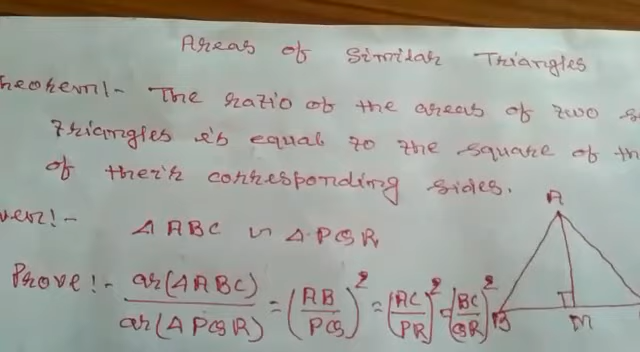 Areas of Similar Triangles
heorem!- The ratio of the areas of two s
triangles is equal to the square of th
of their corresponding sides.
ven!- Δ ABC ∽ Δ PQR
Prove!- ar(ΔABC)/ar(ΔPQR) = (AB/PQ)² = (AC/PR)² = (BC/QR)²
A
B M